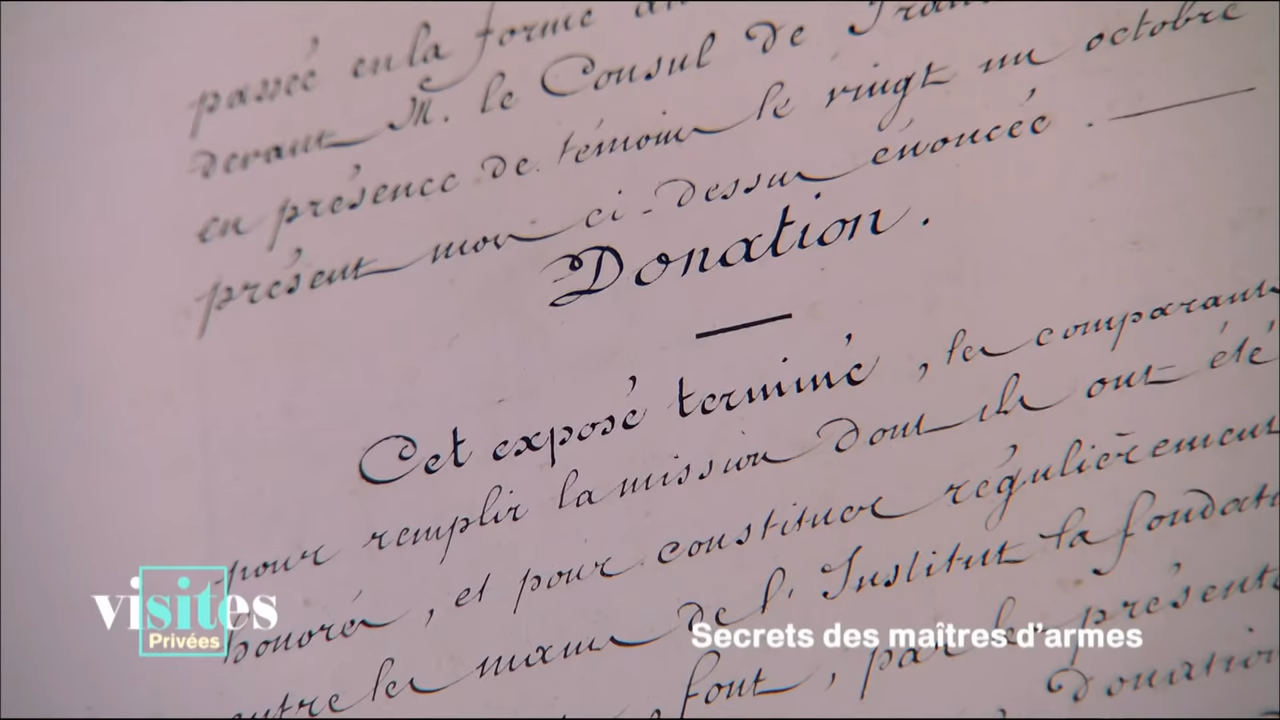 passée en la forme
devant M. le Consul de
en présence de témoins le vingt un octobre
présent mois ci-dessus énoncée. —
Donation.
Cet exposé terminé, les comparants
pour remplir la mission dont ils ont été
honorés, et pour constituer régulièrement
entre les mains de l'Institut la fondati
font, par les présentes
donation
visites
Privées
Secrets des maîtres d'armes